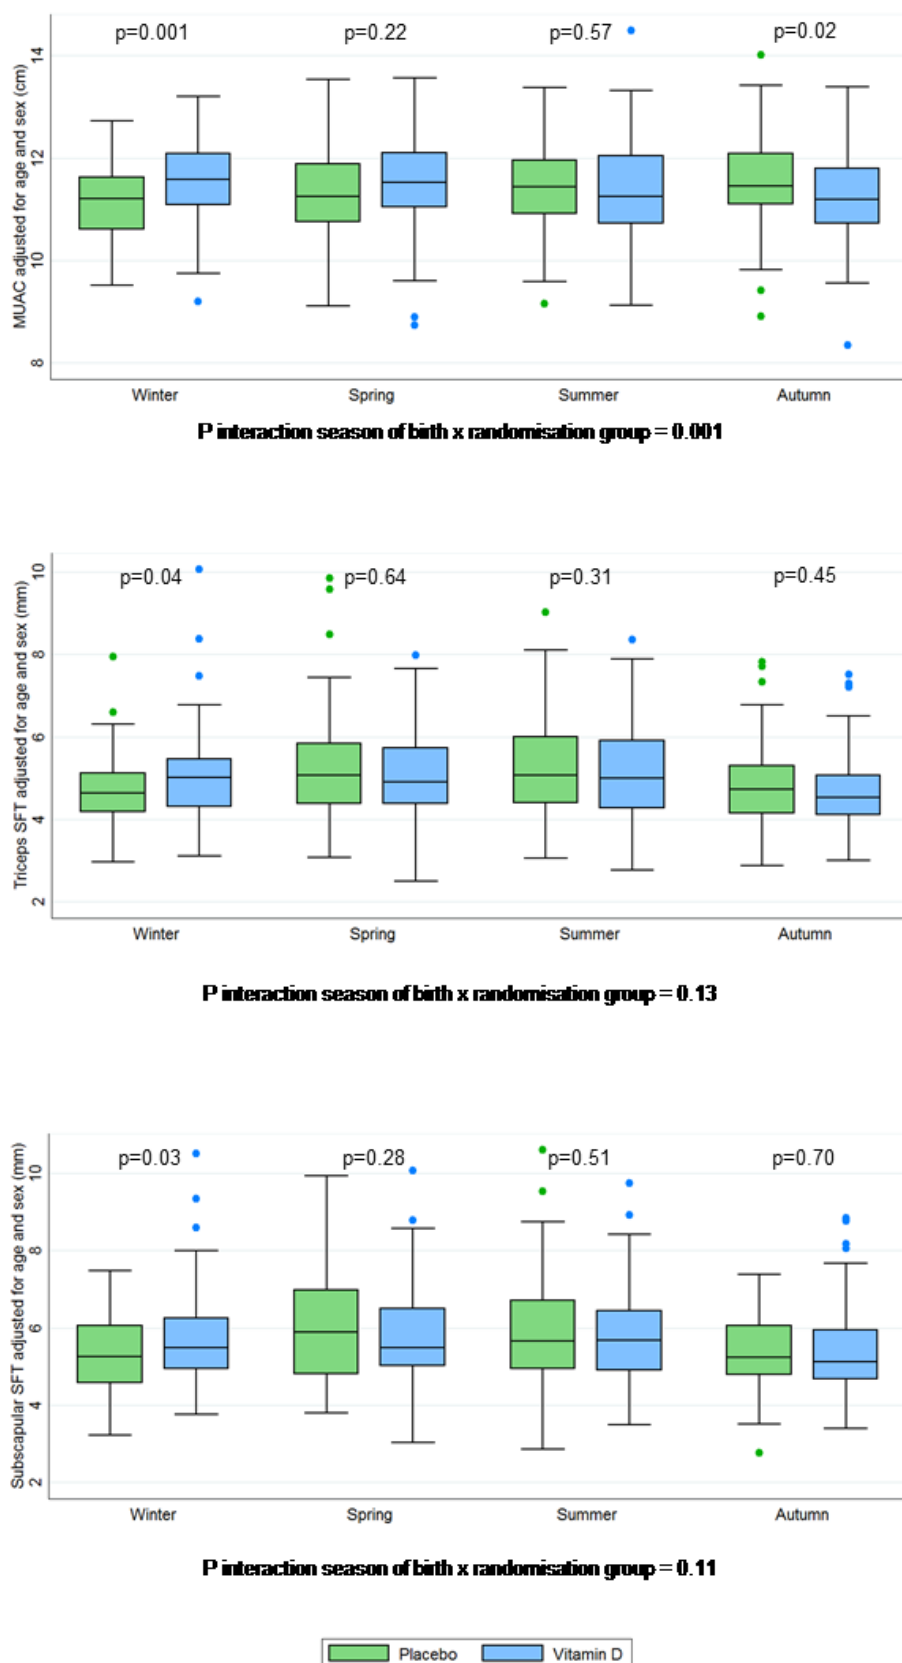 p=0.001 p=0.22 p=0.57 p=0.02
MUAC adjusted for age and sex (cm)
14
12
10
8
Winter Spring Summer Autumn
P interaction season of birth x randomisation group = 0.001
p=0.04 p=0.64 p=0.31 p=0.45
Triceps SFT adjusted for age and sex (mm)
10
8
6
4
2
Winter Spring Summer Autumn
P interaction season of birth x randomisation group = 0.13
p=0.03 p=0.28 p=0.51 p=0.70
Subscapular SFT adjusted for age and sex (mm)
10
8
6
4
2
Winter Spring Summer Autumn
P interaction season of birth x randomisation group = 0.11
Placebo Vitamin D